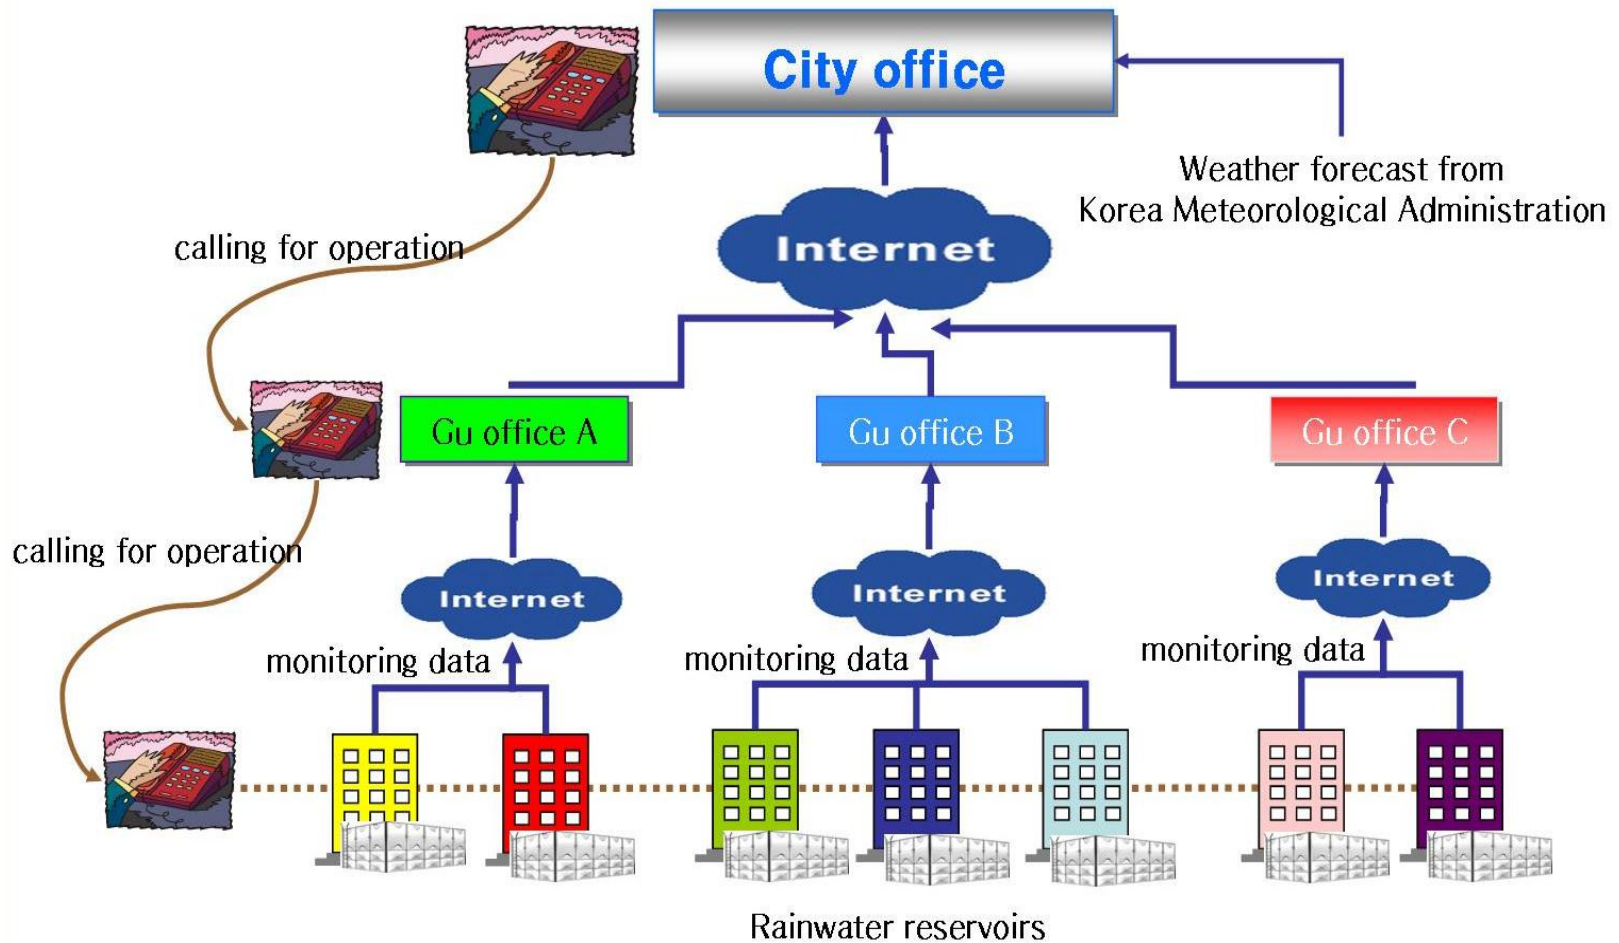 City office
Weather forecast from
Korea Meteorological Administration
Internet
calling for operation
Gu office A
Gu office B
Gu office C
calling for operation
Internet
Internet
Internet
monitoring data
monitoring data
monitoring data
Rainwater reservoirs